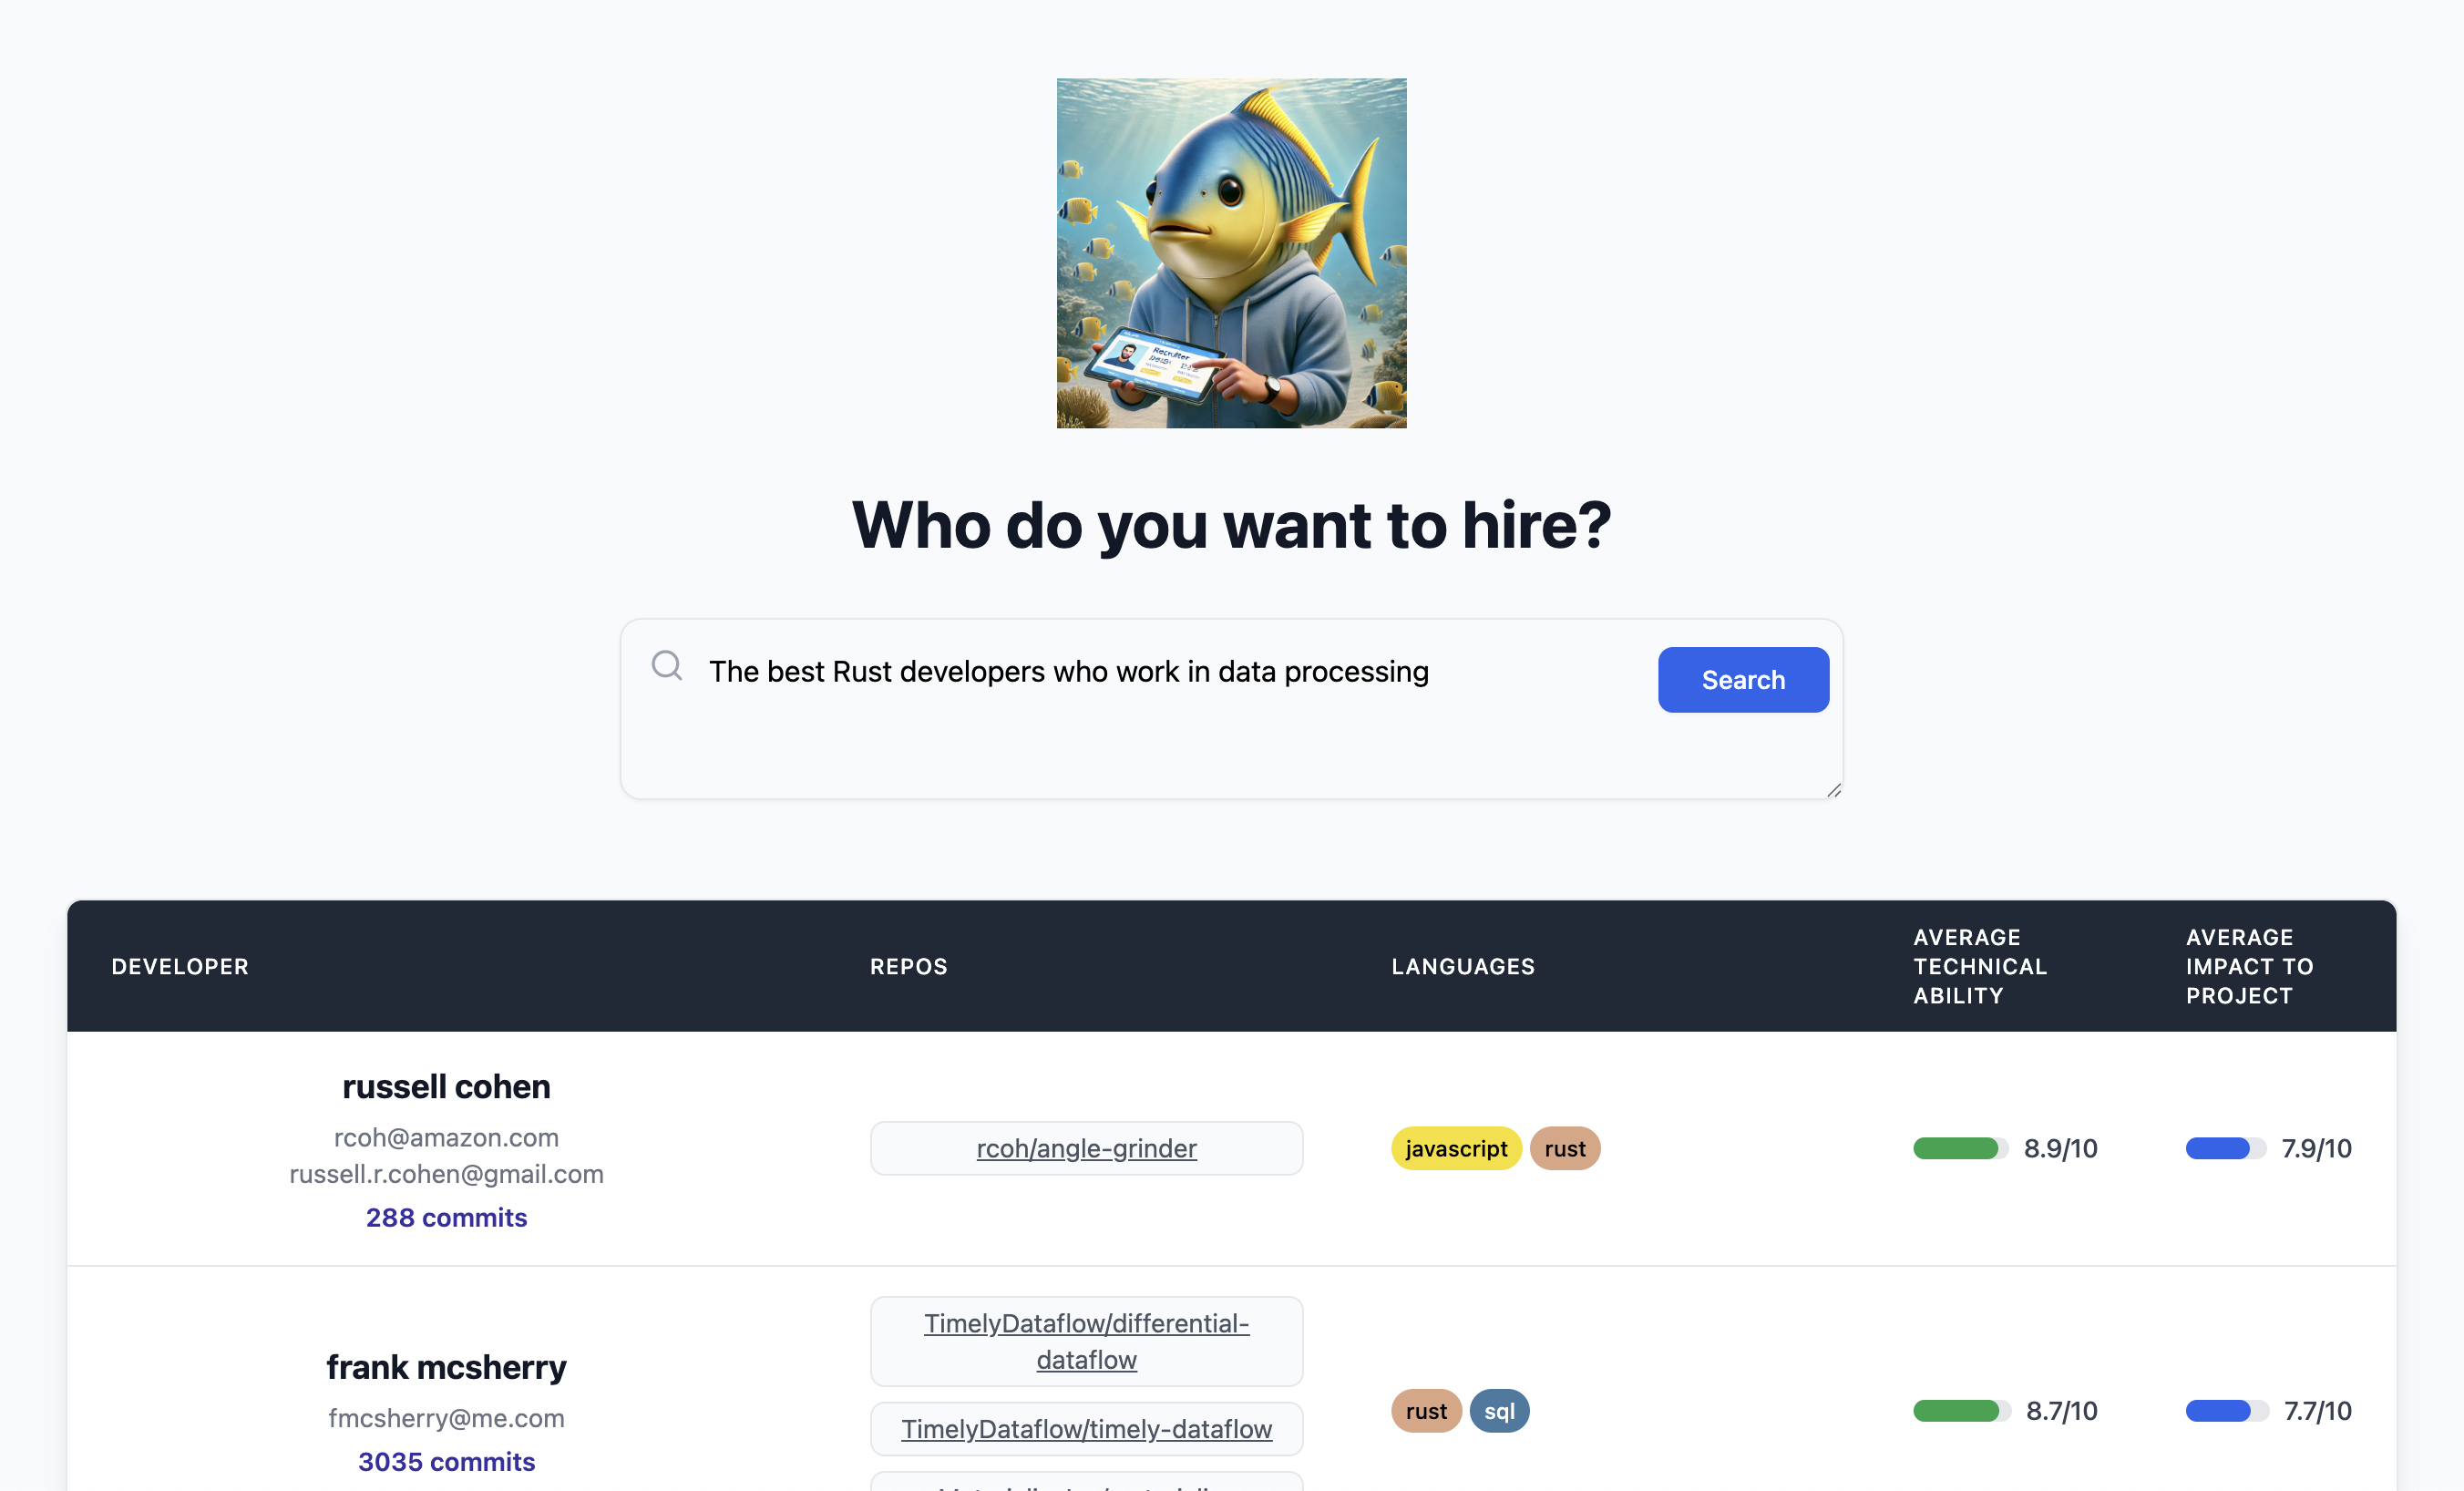 Recruiter
Who do you want to hire?
The best Rust developers who work in data processing
Search
DEVELOPER
REPOS
LANGUAGES
AVERAGE
TECHNICAL
ABILITY
AVERAGE
IMPACT TO
PROJECT
russell cohen
rcoh@amazon.com
russell.r.cohen@gmail.com
288 commits
rcoh/angle-grinder
javascript
rust
8.9/10
7.9/10
frank mcsherry
fmcsherry@me.com
3035 commits
TimelyDataflow/differential-
dataflow
TimelyDataflow/timely-dataflow
rust
sql
8.7/10
7.7/10